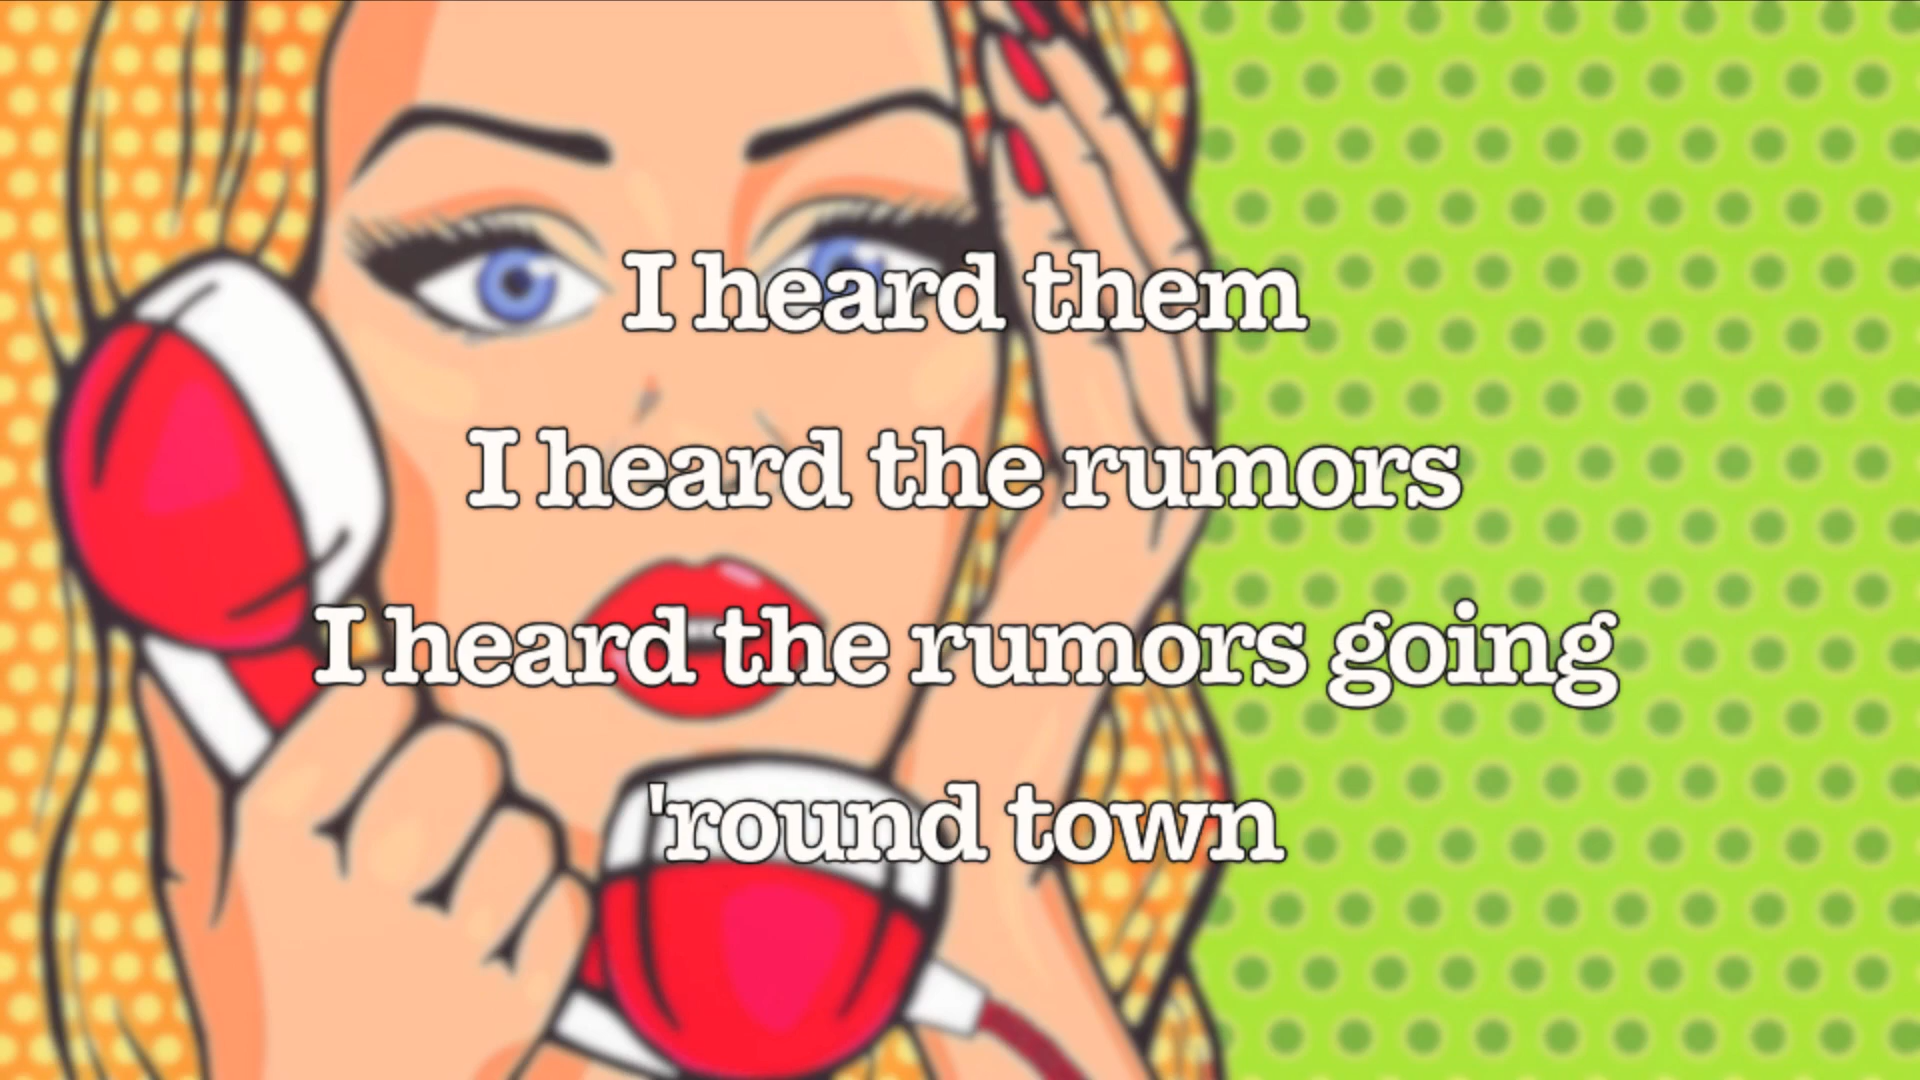 I heard them
I heard the rumors
I heard the rumors going
'round town